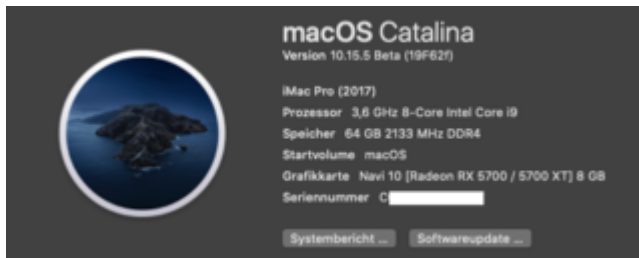 macOS Catalina
Version 10.15.5 Beta (19F62f)
iMac Pro (2017)
Prozessor 3,6 GHz 8-Core Intel Core i9
Speicher 64 GB 2133 MHz DDR4
Startvolume macOS
Grafikkarte Navi 10 [Radeon RX 5700 / 5700 XT] 8 GB
Seriennummer C
Systembericht ... Softwareupdate ...